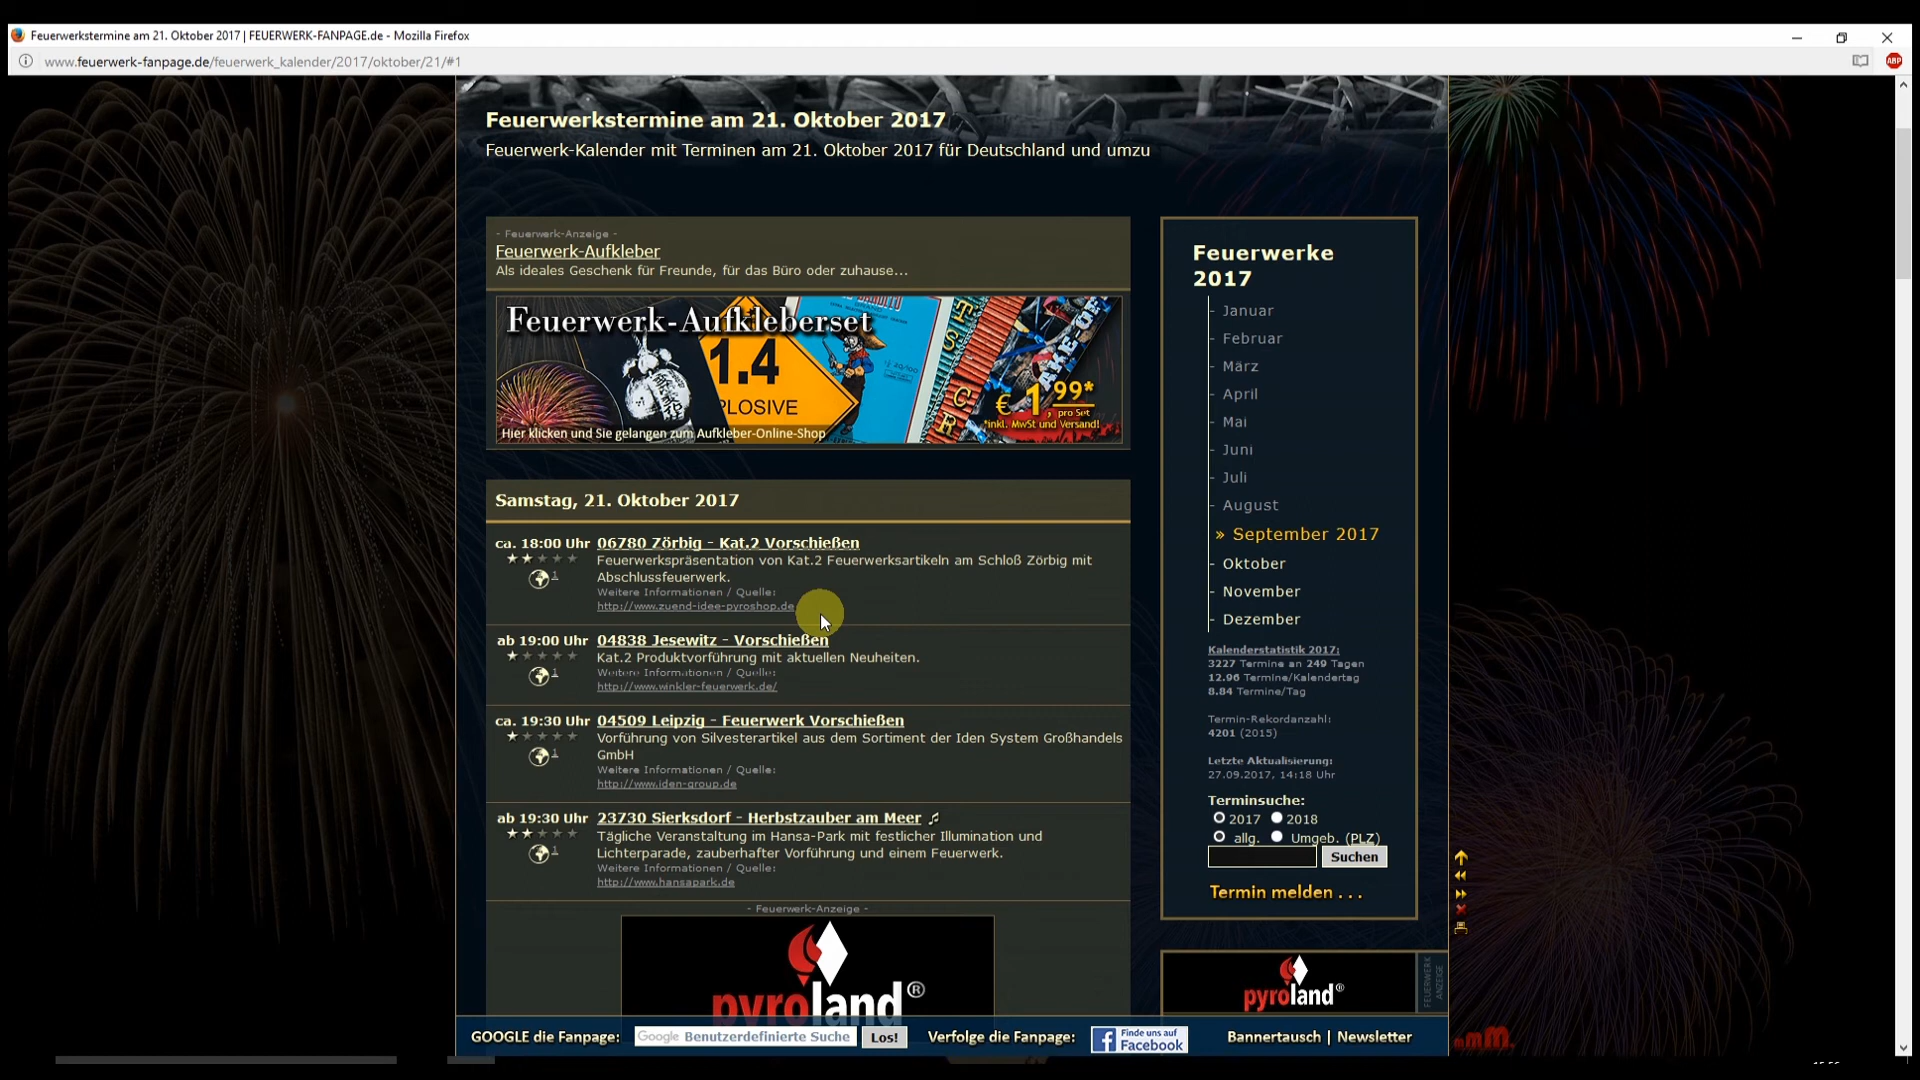 Feuerwerkstermine am 21. Oktober 2017 | FEUERWERK-FANPAGE.de - Mozilla Firefox
www.feuerwerk-fanpage.de/feuerwerk_kalender/2017/oktober/21/#1
ABP
Feuerwerkstermine am 21. Oktober 2017
Feuerwerk-Kalender mit Terminen am 21. Oktober 2017 für Deutschland und umzu
- Feuerwerk-Anzeige -
Feuerwerk-Aufkleber
Als ideales Geschenk für Freunde, für das Büro oder zuhause...
Feuerwerk-Aufkleberset
1.4
PLOSIVE
€ 1,99*
pro Set
*inkl. MwSt und Versand!
Hier klicken und Sie gelangen zum Aufkleber-Online-Shop
Samstag, 21. Oktober 2017
ca. 18:00 Uhr 06780 Zörbig - Kat.2 Vorschießen
Feuerwerkspräsentation von Kat.2 Feuerwerksartikeln am Schloß Zörbig mit
Abschlussfeuerwerk.
1
Weitere Informationen / Quelle:
http://www.zuend-idee-pyroshop.de
ab 19:00 Uhr 04838 Jesewitz - Vorschießen
Kat.2 Produktvorführung mit aktuellen Neuheiten.
1
Weitere Informationen / Quelle:
http://www.winkler-feuerwerk.de/
ca. 19:30 Uhr 04509 Leipzig - Feuerwerk Vorschießen
Vorführung von Silvesterartikel aus dem Sortiment der Iden System Großhandels
GmbH
1
Weitere Informationen / Quelle:
http://www.iden-group.de
ab 19:30 Uhr 23730 Sierksdorf - Herbstzauber am Meer
Tägliche Veranstaltung im Hansa-Park mit festlicher Illumination und
Lichterparade, zauberhafter Vorführung und einem Feuerwerk.
1
Weitere Informationen / Quelle:
http://www.hansapark.de
- Feuerwerk-Anzeige -
pyroland®
Feuerwerke
2017
- Januar
- Februar
- März
- April
- Mai
- Juni
- Juli
- August
» September 2017
- Oktober
- November
- Dezember
Kalenderstatistik 2017:
3227 Termine an 249 Tagen
12.96 Termine/Kalendertag
8.84 Termine/Tag
Termin-Rekordanzahl:
4201 (2015)
Letzte Aktualisierung:
27.09.2017, 14:18 Uhr
Terminsuche:
2017 2018
allg. Umgeb. (PLZ)
Suchen
Termin melden . . .
pyroland®
FEUERWERK
ANZEIGE
GOOGLE die Fanpage: Google Benutzerdefinierte Suche Los! Verfolge die Fanpage: Finde uns auf Facebook Bannertausch | Newsletter